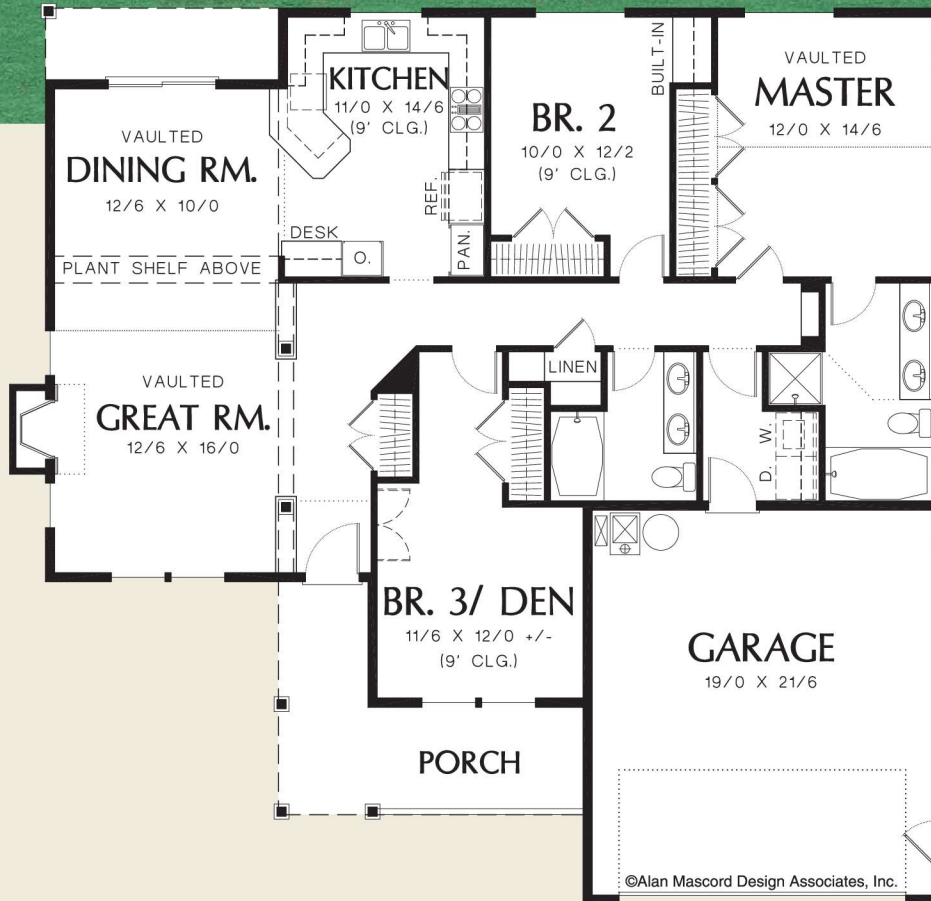 KITCHEN
11/0 X 14/6
(9' CLG.)
BUILT-IN
VAULTED
MASTER
12/0 X 14/6
BR. 2
10/0 X 12/2
(9' CLG.)
VAULTED
DINING RM.
12/6 X 10/0
REF.
DESK
O.
PAN.
PLANT SHELF ABOVE
VAULTED
GREAT RM.
12/6 X 16/0
LINEN
W.
D.
BR. 3/ DEN
11/6 X 12/0 +/-
(9' CLG.)
GARAGE
19/0 X 21/6
PORCH
©Alan Mascord Design Associates, Inc.